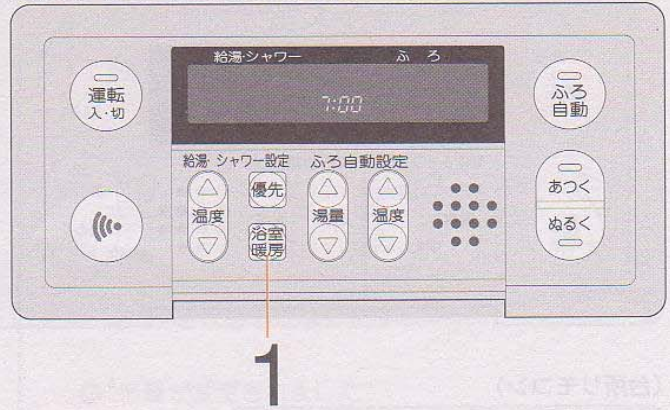 給湯・シャワー ふろ
7:00
運転
入・切
ふろ
自動
給湯・シャワー設定 ふろ自動設定
優先
温度
湯量
温度
浴室
暖房
あつく
ぬるく
1